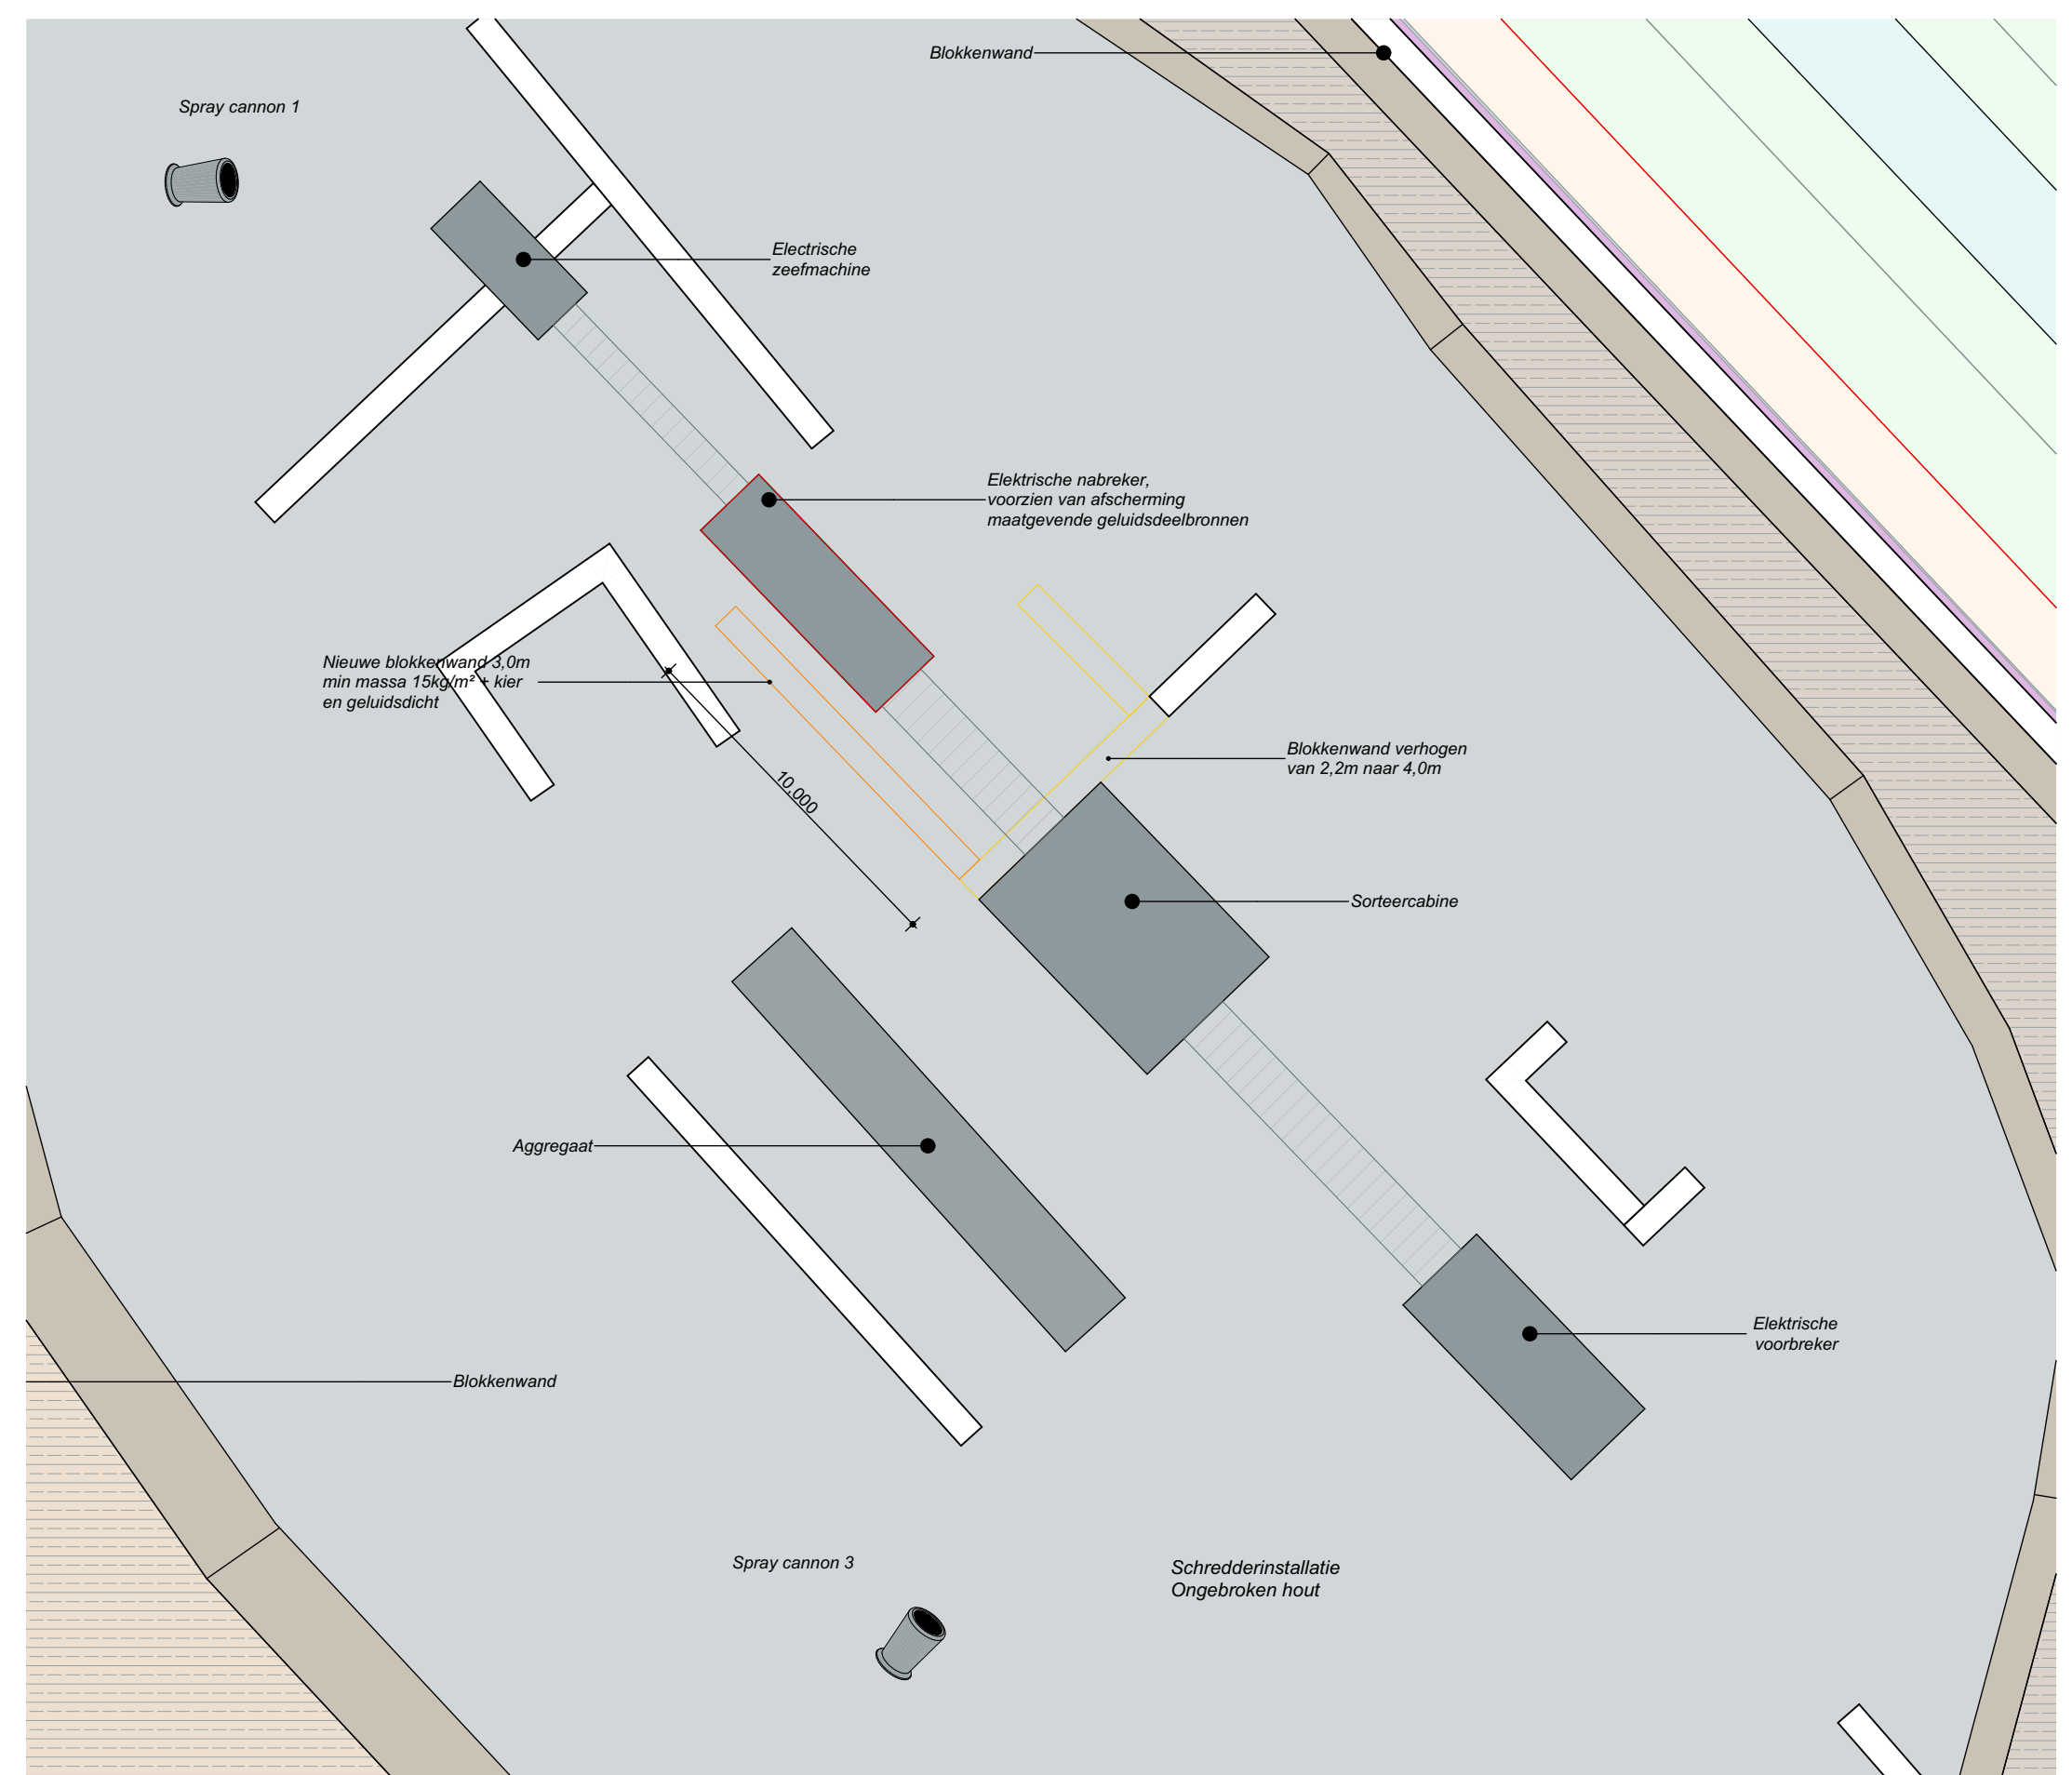 Blokkenwand
Spray cannon 1
Electrische
zeefmachine
Elektrische nabreker,
voorzien van afscherming
maatgevende geluidsdeelbronnen
Nieuwe blokkenwand 3,0m
min massa 15kg/m² + kier
en geluidsdicht
Blokkenwand verhogen
van 2,2m naar 4,0m
10,000
Sorteercabine
Aggregaat
Elektrische
voorbreker
Blokkenwand
Spray cannon 3
Schredderinstallatie
Ongebroken hout